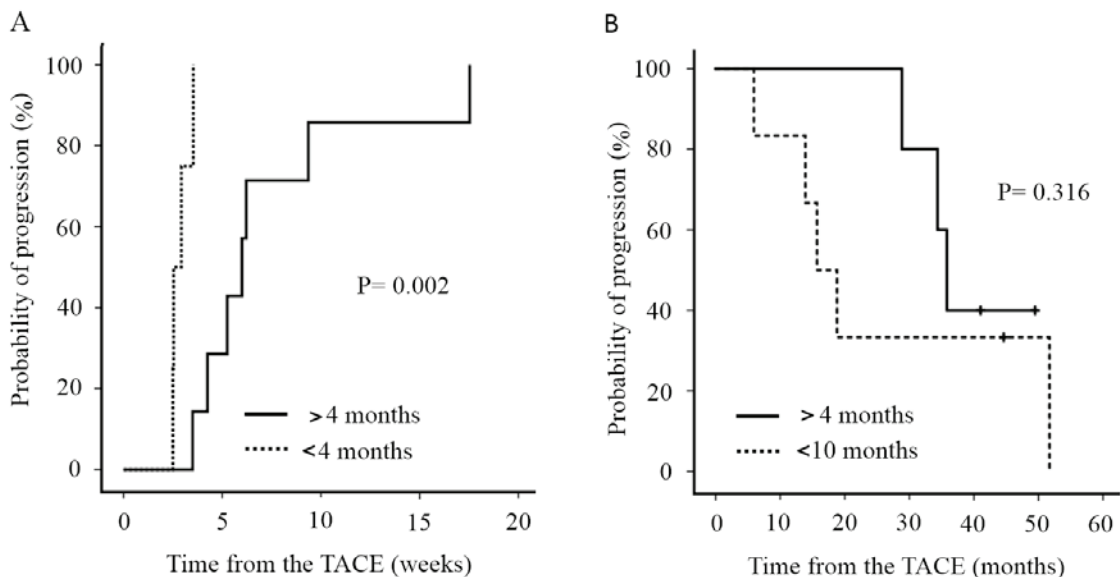 A
Probability of progression (%)
100
80
60
40
20
0
P= 0.002
>4 months
<4 months
0 5 10 15 20
Time from the TACE (weeks)
B
Probability of progression (%)
100
80
60
40
20
0
P= 0.316
>4 months
<10 months
0 10 20 30 40 50 60
Time from the TACE (months)